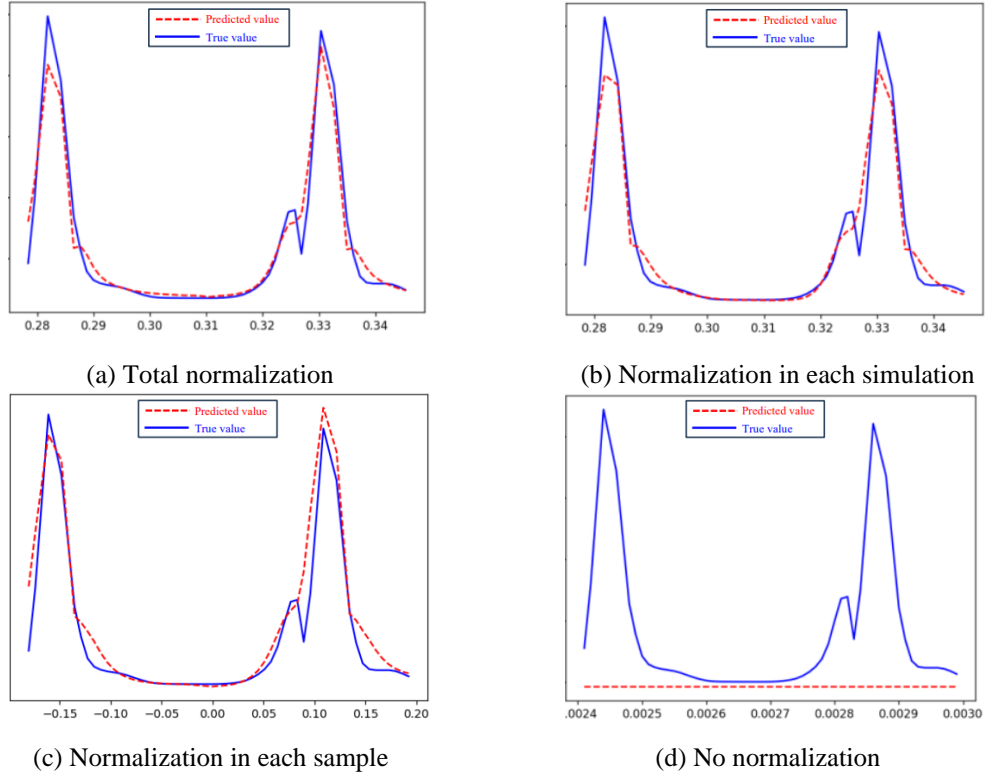 Predicted value
True value
0.28 0.29 0.30 0.31 0.32 0.33 0.34
(a) Total normalization
Predicted value
True value
0.28 0.29 0.30 0.31 0.32 0.33 0.34
(b) Normalization in each simulation
Predicted value
True value
−0.15 −0.10 −0.05 0.00 0.05 0.10 0.15 0.20
(c) Normalization in each sample
Predicted value
True value
.0024 0.0025 0.0026 0.0027 0.0028 0.0029 0.0030
(d) No normalization